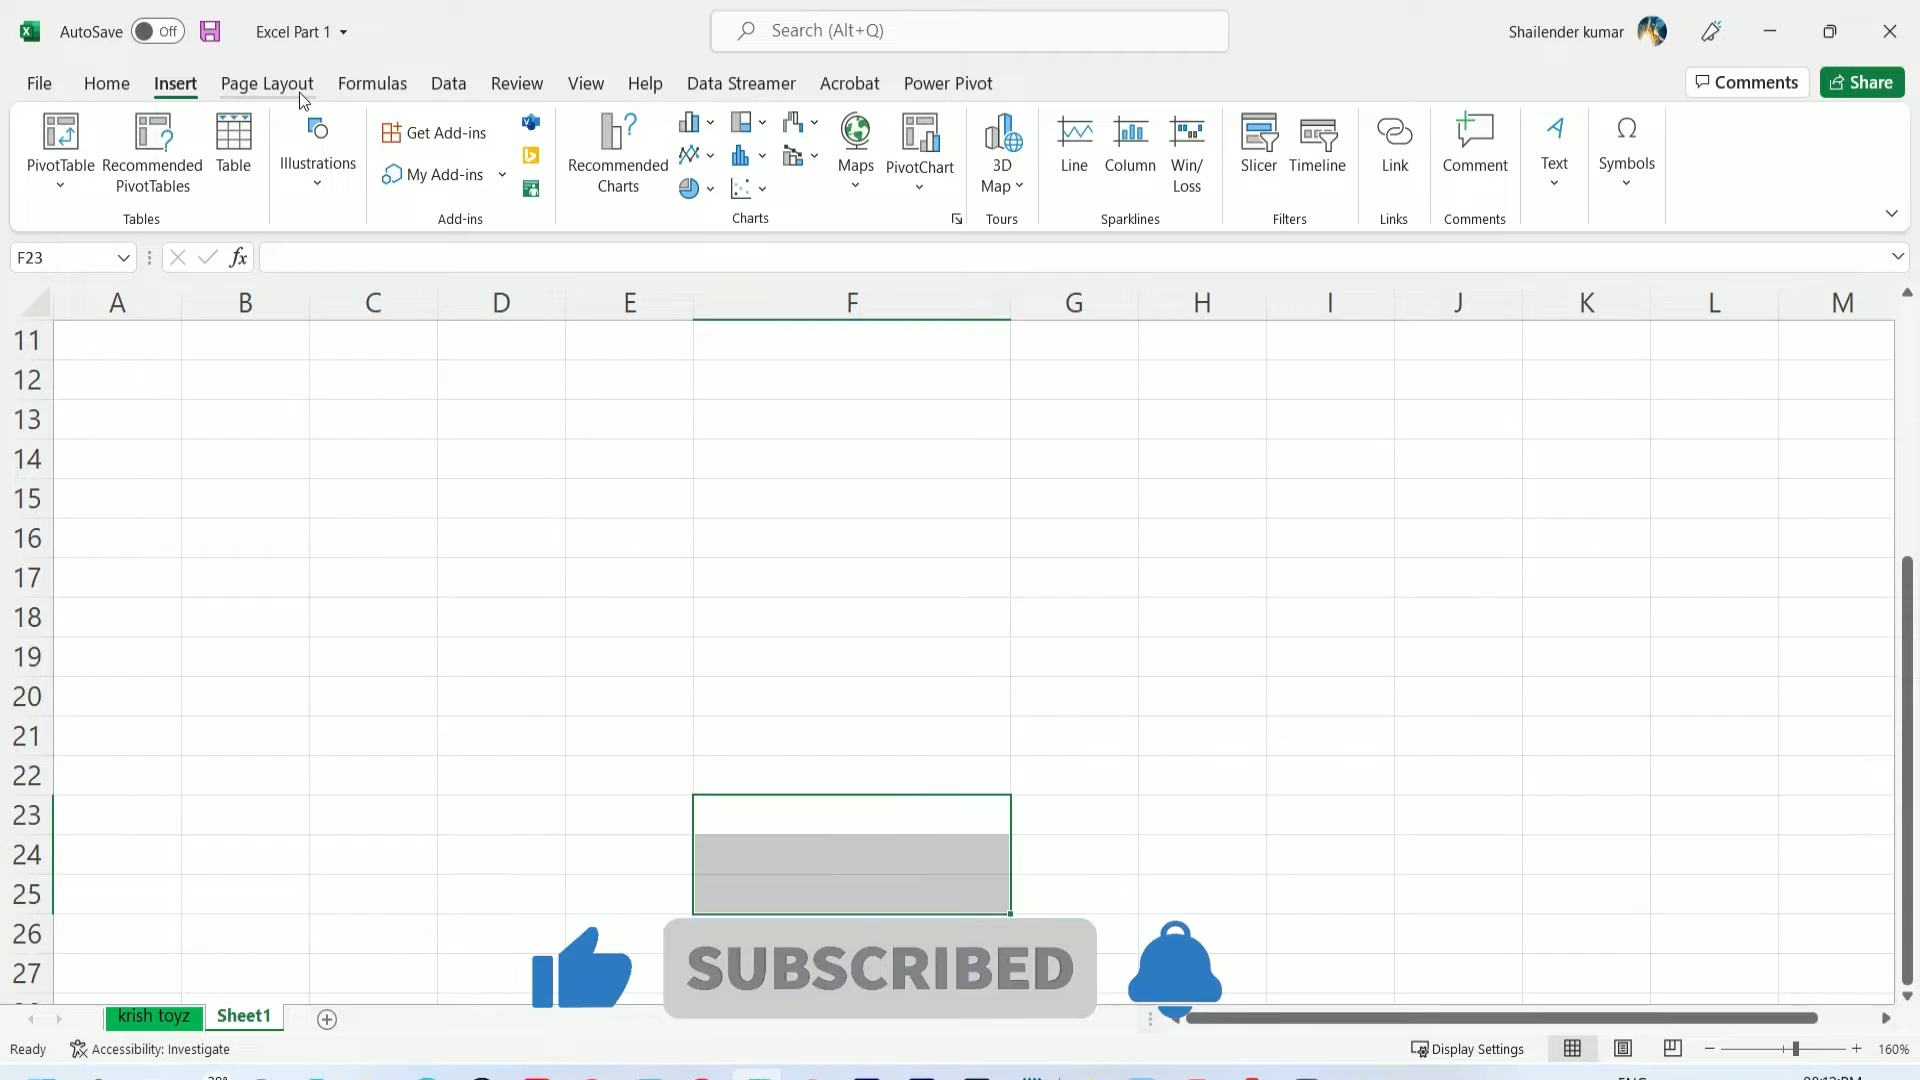 AutoSave Off Excel Part 1 Search (Alt+Q) Shailender kumar
File Home Insert Page Layout Formulas Data Review View Help Data Streamer Acrobat Power Pivot Comments Share
PivotTable Recommended PivotTables Table Illustrations Get Add-ins My Add-ins Recommended Charts Maps PivotChart 3D Map Line Column Win/Loss Slicer Timeline Link Comment Text Symbols
Tables Add-ins Charts Tours Sparklines Filters Links Comments
F23 fx
A B C D E F G H I J K L M
11
12
13
14
15
16
17
18
19
20
21
22
23
24
25
26
27
SUBSCRIBED
krish toyz Sheet1
Ready Accessibility: Investigate Display Settings 160%